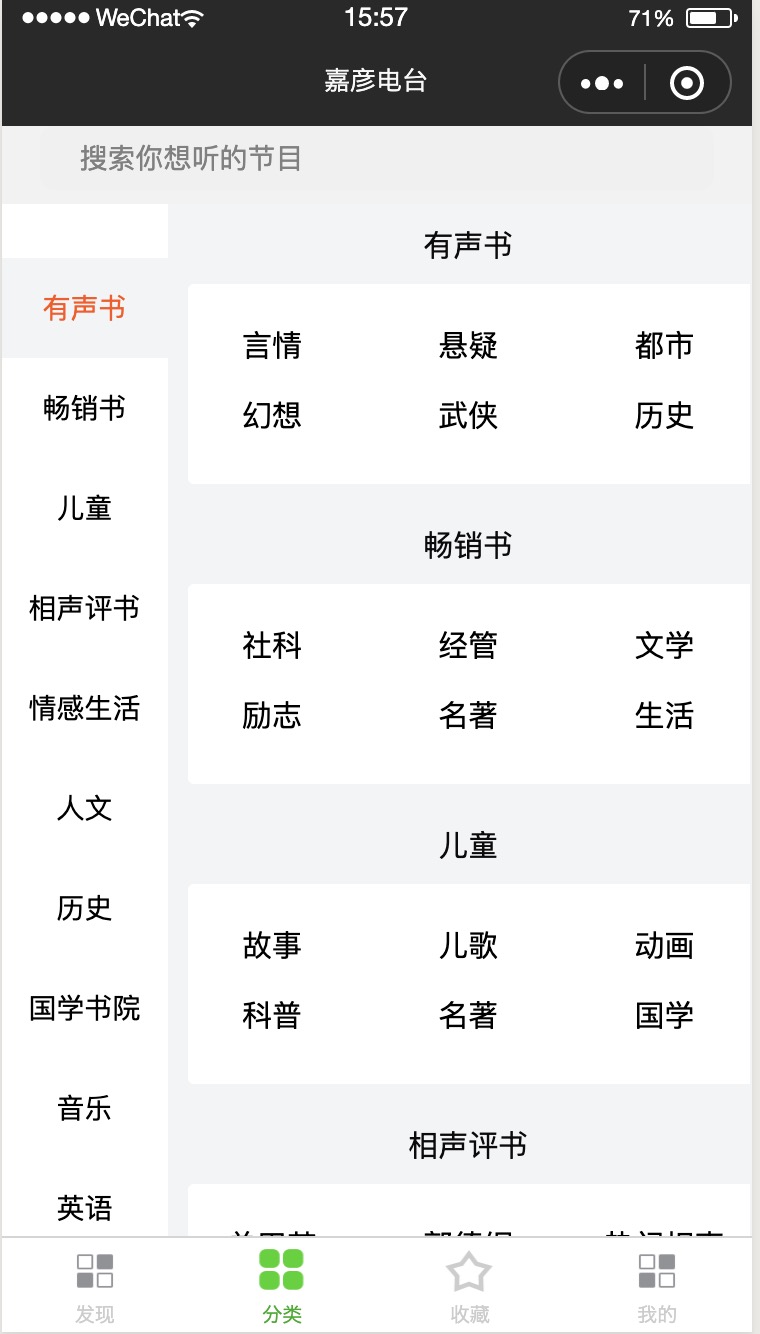 WeChat 15:57 71%
嘉彦电台
搜索你想听的节目
有声书
畅销书
儿童
相声评书
情感生活
人文
历史
国学书院
音乐
英语
有声书
言情 悬疑 都市
幻想 武侠 历史
畅销书
社科 经管 文学
励志 名著 生活
儿童
故事 儿歌 动画
科普 名著 国学
相声评书
发现 分类 收藏 我的